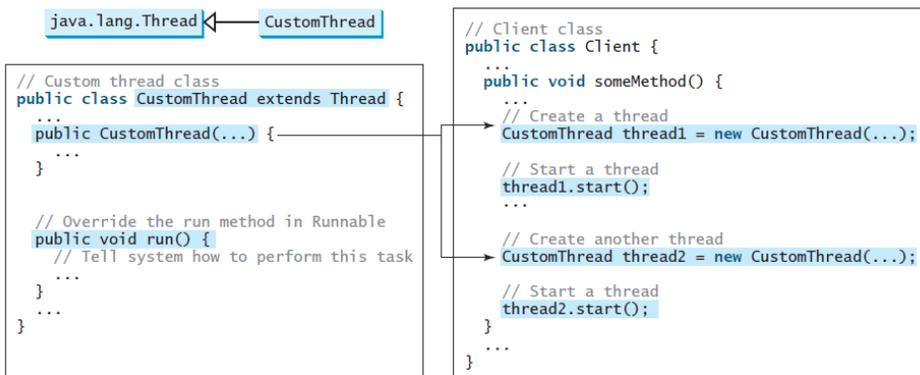 java.lang.Thread CustomThread
// Custom thread class
public class CustomThread extends Thread {
...
public CustomThread(...) {
...
}
// Override the run method in Runnable
public void run() {
// Tell system how to perform this task
...
}
...
}
// Client class
public class Client {
...
public void someMethod() {
...
// Create a thread
CustomThread thread1 = new CustomThread(...);
// Start a thread
thread1.start();
...
// Create another thread
CustomThread thread2 = new CustomThread(...);
// Start a thread
thread2.start();
}
...
}